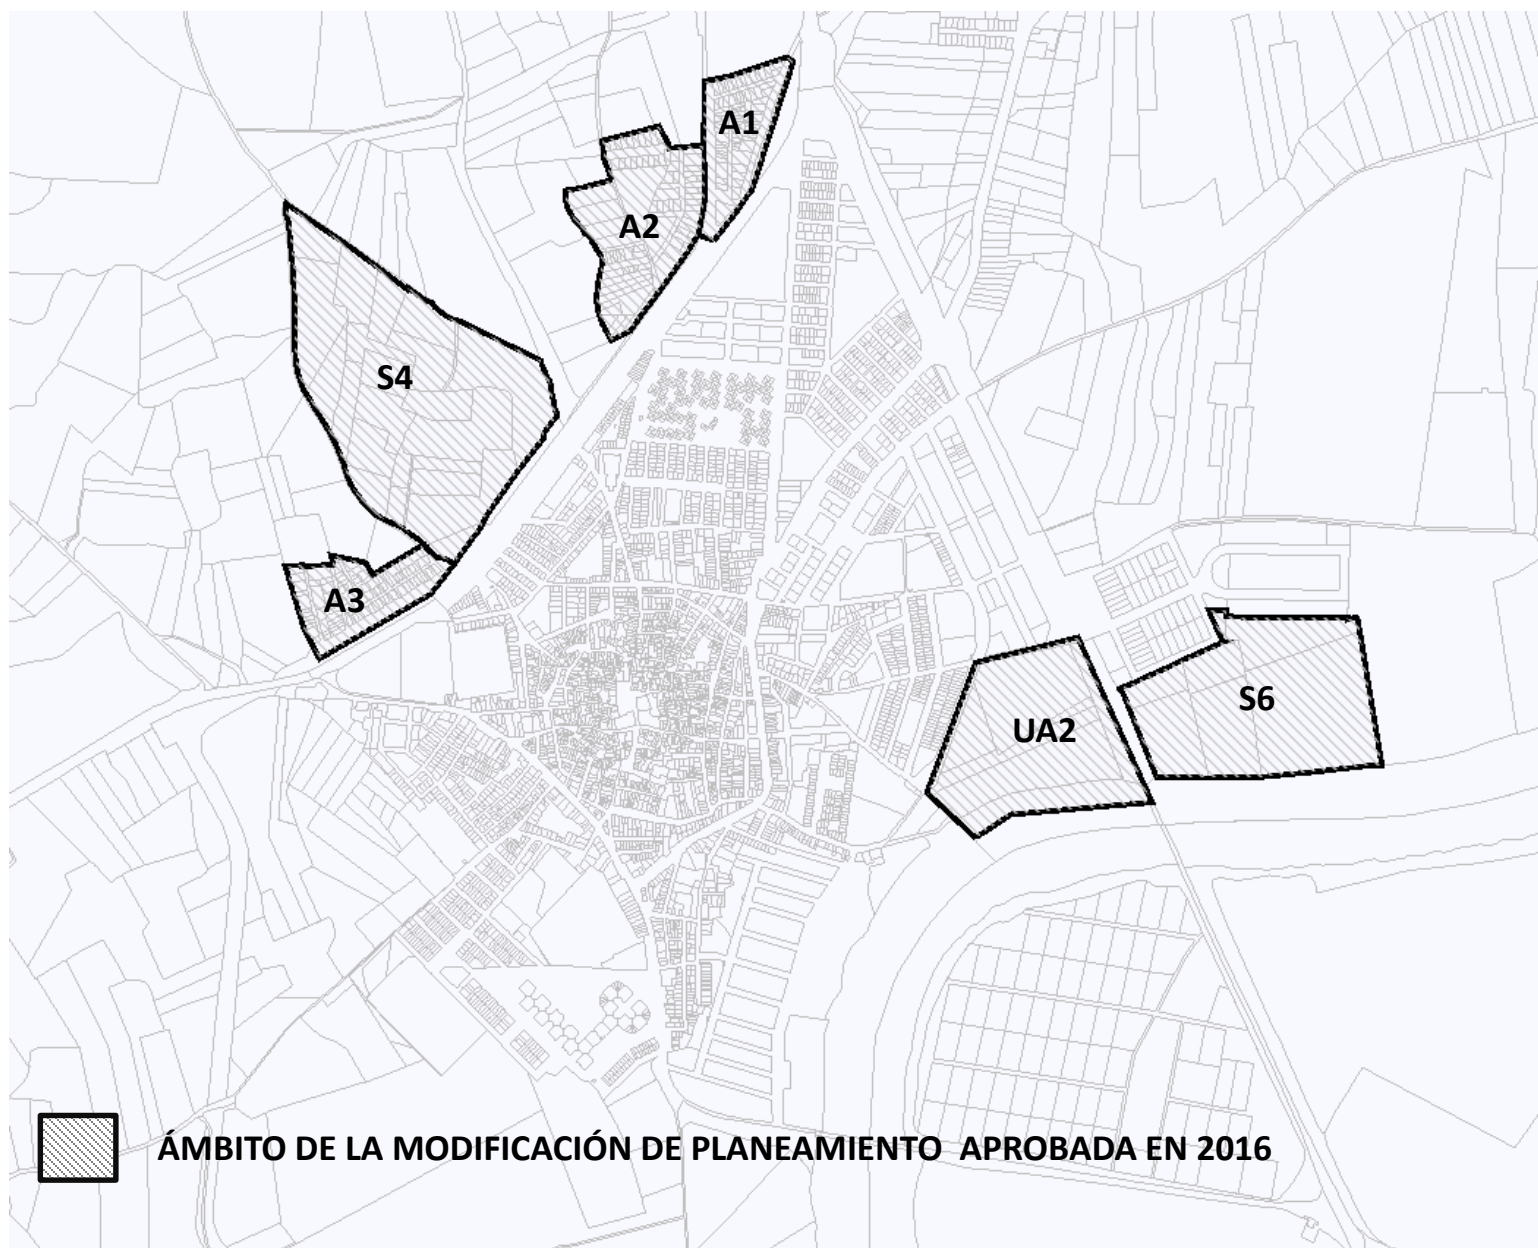 A1
A2
S4
A3
S6
UA2
ÁMBITO DE LA MODIFICACIÓN DE PLANEAMIENTO APROBADA EN 2016